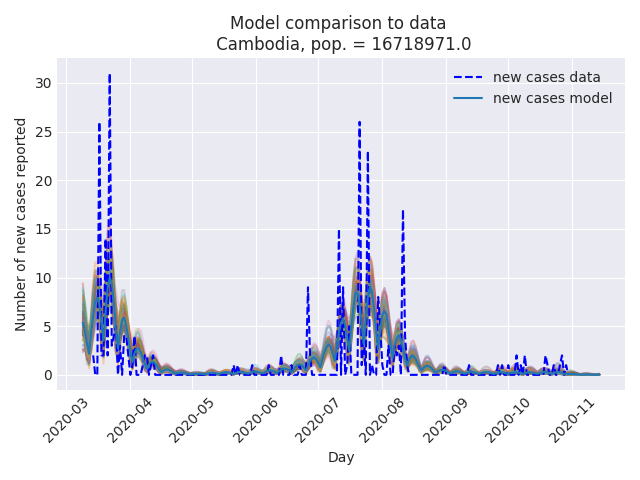 Model comparison to data
Cambodia, pop. = 16718971.0
new cases data
new cases model
Number of new cases reported
30
25
20
15
10
5
0
2020-03
2020-04
2020-05
2020-06
2020-07
2020-08
2020-09
2020-10
2020-11
Day